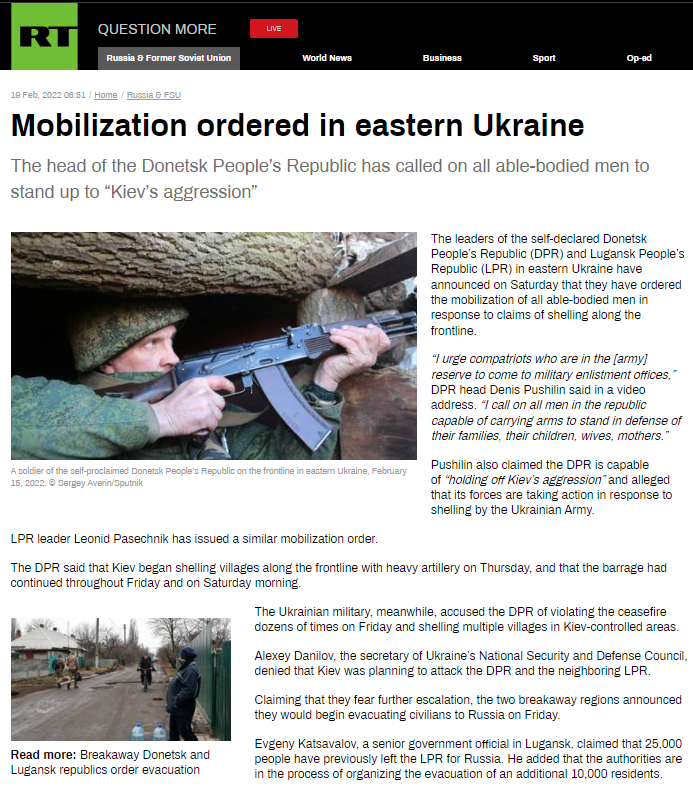 RT
QUESTION MORE
LIVE
Russia & Former Soviet Union
World News
Business
Sport
Op-ed
19 Feb, 2022 06:51 / Home / Russia & FSU
Mobilization ordered in eastern Ukraine
The head of the Donetsk People’s Republic has called on all able-bodied men to
stand up to “Kiev’s aggression”
The leaders of the self-declared Donetsk
People’s Republic (DPR) and Lugansk People’s
Republic (LPR) in eastern Ukraine have
announced on Saturday that they have ordered
the mobilization of all able-bodied men in
response to claims of shelling along the
frontline.
“I urge compatriots who are in the [army]
reserve to come to military enlistment offices,”
DPR head Denis Pushilin said in a video
address. “I call on all men in the republic
capable of carrying arms to stand in defense of
their families, their children, wives, mothers.”
Pushilin also claimed the DPR is capable
of “holding off Kiev’s aggression” and alleged
that its forces are taking action in response to
shelling by the Ukrainian Army.
A soldier of the self-proclaimed Donetsk People’s Republic on the frontline in eastern Ukraine, February
15, 2022. © Sergey Averin/Sputnik
LPR leader Leonid Pasechnik has issued a similar mobilization order.
The DPR said that Kiev began shelling villages along the frontline with heavy artillery on Thursday, and that the barrage had
continued throughout Friday and on Saturday morning.
The Ukrainian military, meanwhile, accused the DPR of violating the ceasefire
dozens of times on Friday and shelling multiple villages in Kiev-controlled areas.
Alexey Danilov, the secretary of Ukraine’s National Security and Defense Council,
denied that Kiev was planning to attack the DPR and the neighboring LPR.
Claiming that they fear further escalation, the two breakaway regions announced
they would begin evacuating civilians to Russia on Friday.
Evgeny Katsavalov, a senior government official in Lugansk, claimed that 25,000
people have previously left the LPR for Russia. He added that the authorities are
in the process of organizing the evacuation of an additional 10,000 residents.
Read more: Breakaway Donetsk and
Lugansk republics order evacuation